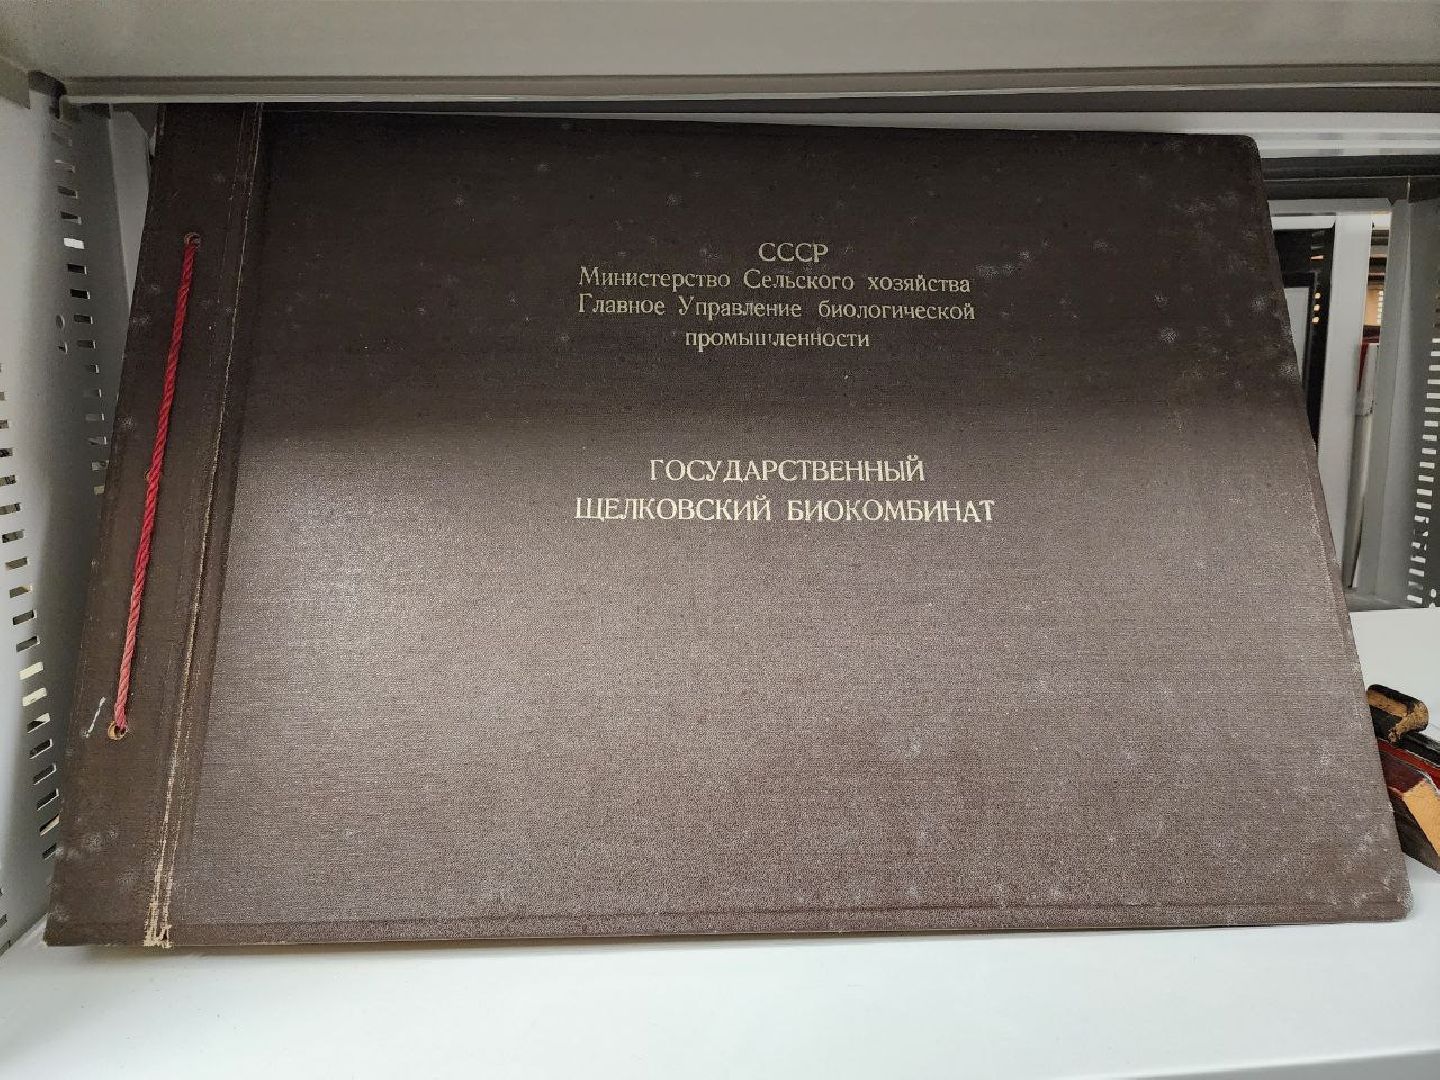 СССР
Министерство Сельского хозяйства
Главное Управление биологической
промышленности
ГОСУДАРСТВЕННЫЙ
ЩЕЛКОВСКИЙ БИОКОМБИНАТ